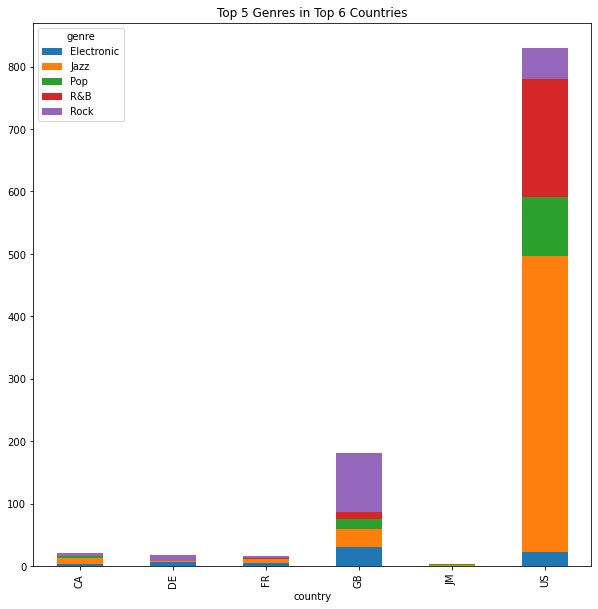 Top 5 Genres in Top 6 Countries
genre
Electronic
Jazz
Pop
R&B
Rock
800
700
600
500
400
300
200
100
0
CA
DE
FR
GB
JM
US
country